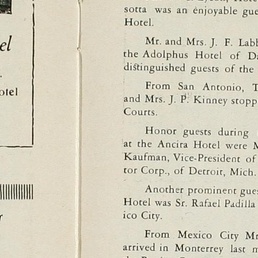 el
otel
sotta was an enjoyable gue
Hotel.
Mr. and Mrs. J. F. Labb
the Adolphus Hotel of Da
distinguished guests of the
From San Antonio, T
and Mrs. J. P. Kinney stopp
Courts.
Honor guests during
at the Ancira Hotel were M
Kaufman, Vice-President of
tor Corp., of Detroit, Mich.
Another prominent gues
Hotel was Sr. Rafael Padilla
ico City.
From Mexico City Mr
arrived in Monterrey last m